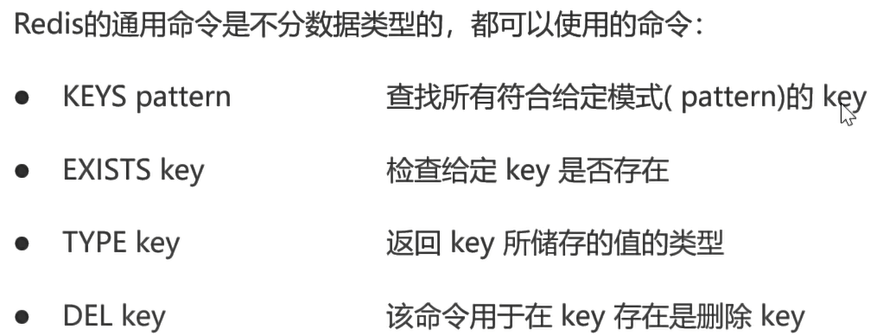 Redis的通用命令是不分数据类型的，都可以使用的命令：
● KEYS pattern 查找所有符合给定模式( pattern)的 key
● EXISTS key 检查给定 key 是否存在
● TYPE key 返回 key 所储存的值的类型
● DEL key 该命令用于在 key 存在是删除 key